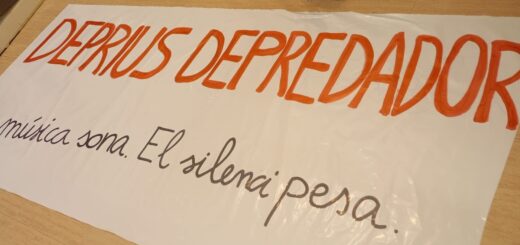 DEPRIUS DEPREDADOR
música sona. El silenci pesa.